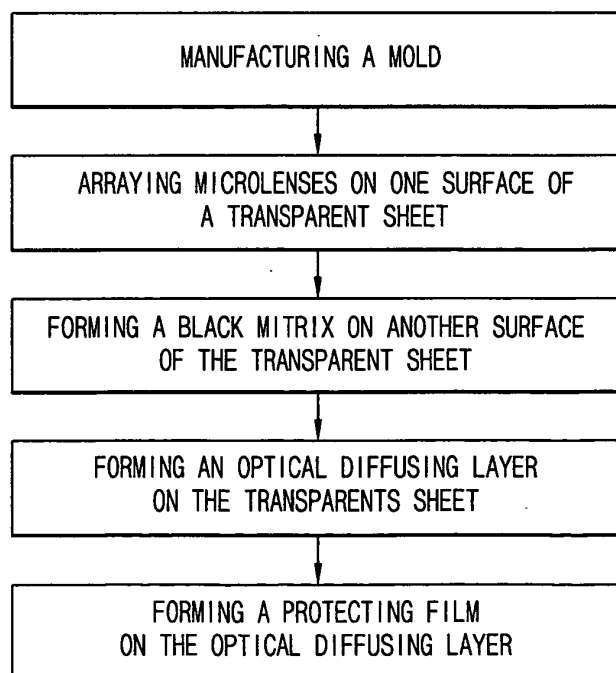 MANUFACTURING A MOLD
ARRAYING MICROLENSES ON ONE SURFACE OF
A TRANSPARENT SHEET
FORMING A BLACK MITRIX ON ANOTHER SURFACE
OF THE TRANSPARENT SHEET
FORMING AN OPTICAL DIFFUSING LAYER
ON THE TRANSPARENTS SHEET
FORMING A PROTECTING FILM
ON THE OPTICAL DIFFUSING LAYER